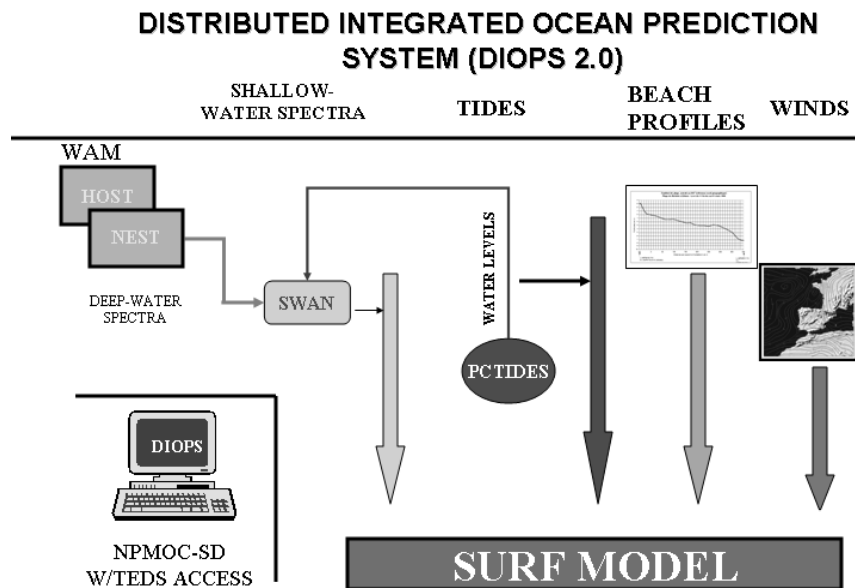 DISTRIBUTED INTEGRATED OCEAN PREDICTION
SYSTEM (DIOPS 2.0)
SHALLOW-
WATER SPECTRA
TIDES
BEACH
PROFILES
WINDS
WAM
HOST
NEST
DEEP-WATER
SPECTRA
SWAN
WATER LEVELS
PCTIDES
DIOPS
NPMOC-SD
W/TEDS ACCESS
SURF MODEL